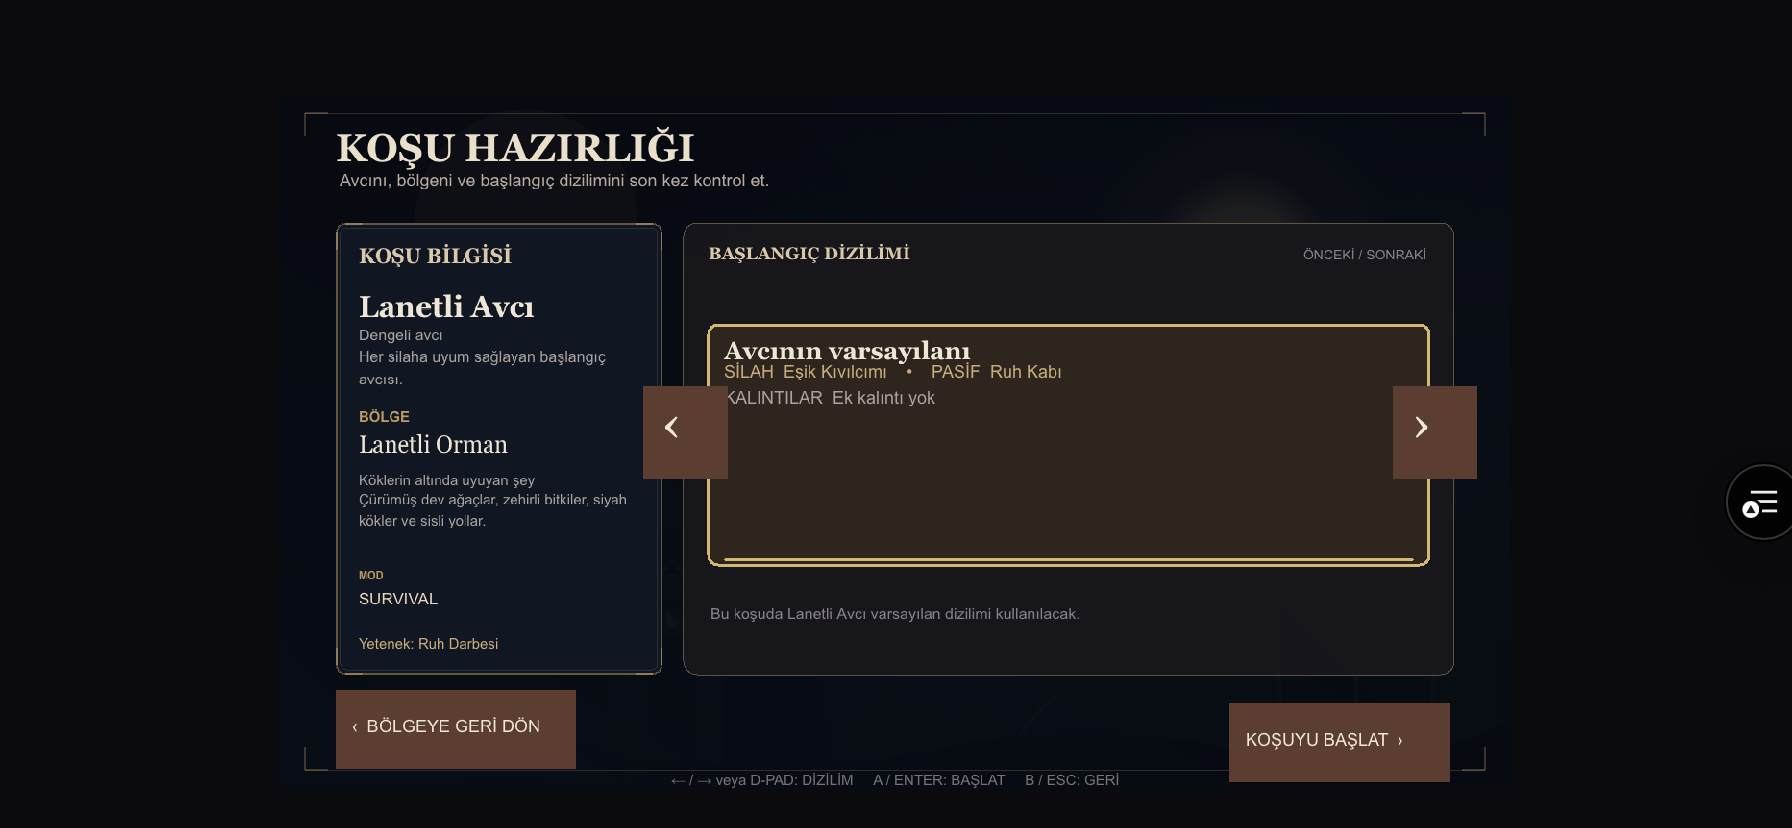 KOŞU HAZIRLIĞI
Avcını, bölgeni ve başlangıç dizilimini son kez kontrol et.
KOŞU BİLGİSİ
Lanetli Avcı
Dengeli avcı
Her silaha uyum sağlayan başlangıç
avcısı.
BÖLGE
Lanetli Orman
Köklerin altında uyuyan şey
Çürümüş dev ağaçlar, zehirli bitkiler, siyah
kökler ve sisli yollar.
MOD
SURVIVAL
Yetenek: Ruh Darbesi
BAŞLANGIÇ DİZİLİMİ
ÖNCEKİ / SONRAKİ
Avcının varsayılanı
SİLAH Eşik Kıvılcımı • PASİF Ruh Kabı
KALINTILAR Ek kalıntı yok
‹
›
Bu koşuda Lanetli Avcı varsayılan dizilimi kullanılacak.
‹ BÖLGEYE GERİ DÖN
KOŞUYU BAŞLAT ›
←/→ veya D-PAD: DİZİLİM A / ENTER: BAŞLAT B / ESC: GERİ